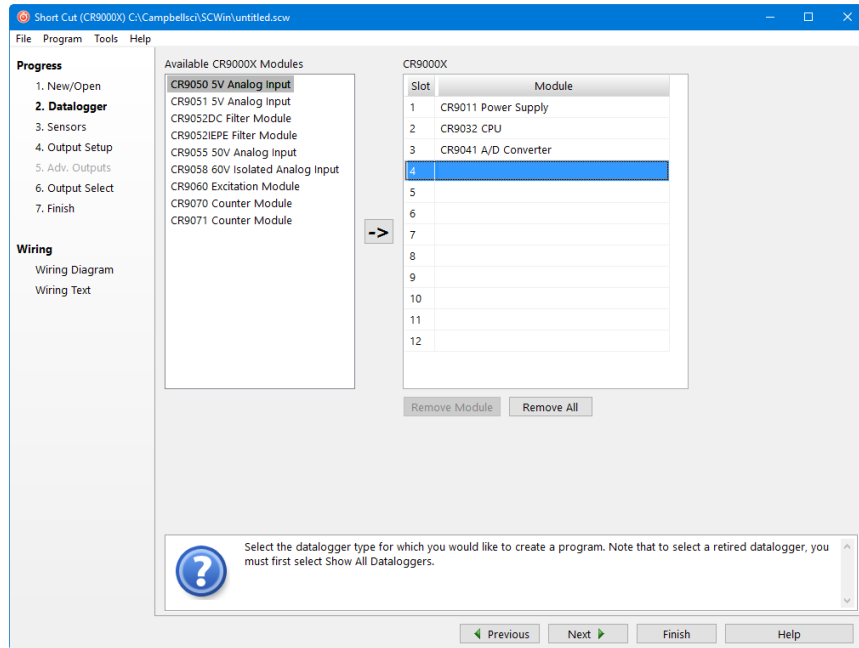 Short Cut (CR9000X) C:\Campbellsci\SCWin\untitled.scw
File Program Tools Help
Progress
1. New/Open
2. Datalogger
3. Sensors
4. Output Setup
5. Adv. Outputs
6. Output Select
7. Finish
Wiring
Wiring Diagram
Wiring Text
Available CR9000X Modules
CR9050 5V Analog Input
CR9051 5V Analog Input
CR9052DC Filter Module
CR9052IEPE Filter Module
CR9055 50V Analog Input
CR9058 60V Isolated Analog Input
CR9060 Excitation Module
CR9070 Counter Module
CR9071 Counter Module
->
CR9000X
Slot Module
1 CR9011 Power Supply
2 CR9032 CPU
3 CR9041 A/D Converter
4
5
6
7
8
9
10
11
12
Remove Module Remove All
Select the datalogger type for which you would like to create a program. Note that to select a retired datalogger, you
must first select Show All Dataloggers.
Previous Next Finish Help